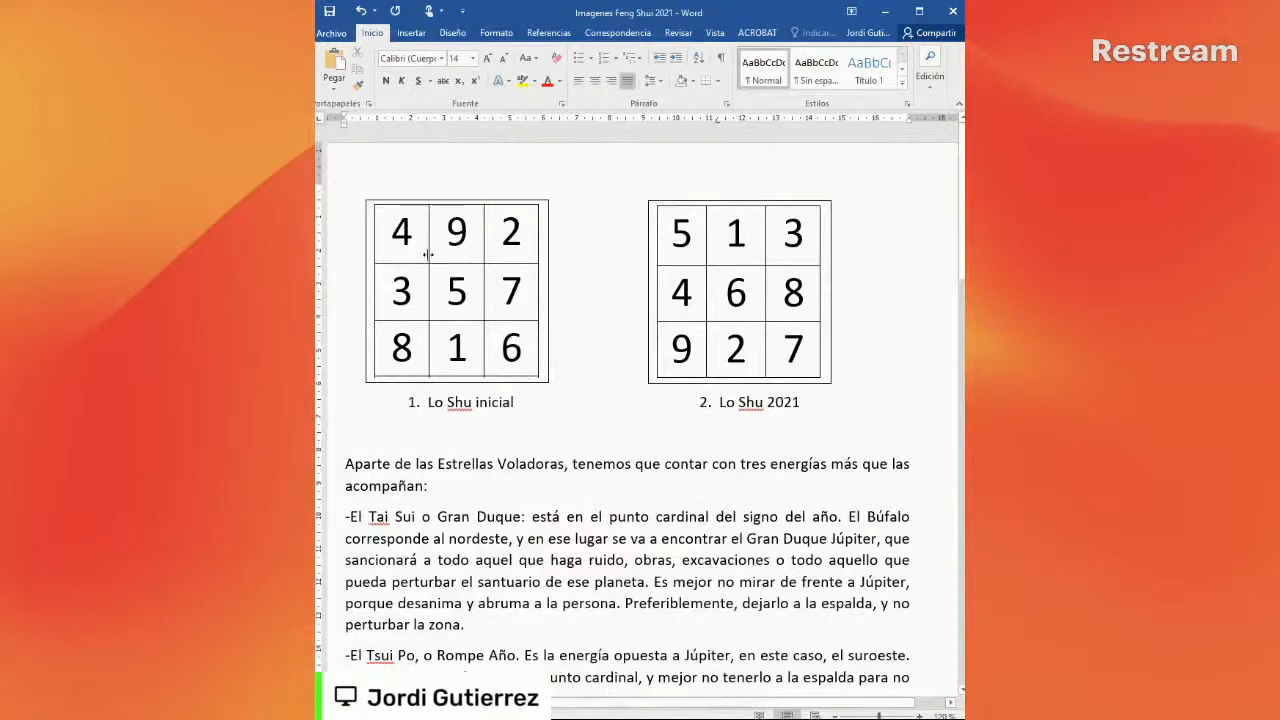 Imagenes Feng Shui 2021 - Word
Restream
Archivo Inicio Insertar Diseño Formato Referencias Correspondencia Revisar Vista ACROBAT Indicar... Jordi Guti... Compartir
Calibri (Cuerpo 14
Pegar
N K S abc x₂ x²
AaBbCcDc AaBbCcDc AaBbCc
¶ Normal ¶ Sin espa... Título 1
Edición
Portapapeles Fuente Párrafo Estilos
4 9 2
3 5 7
8 1 6
1. Lo Shu inicial
5 1 3
4 6 8
9 2 7
2. Lo Shu 2021
Aparte de las Estrellas Voladoras, tenemos que contar con tres energías más que las
acompañan:
-El Tai Sui o Gran Duque: está en el punto cardinal del signo del año. El Búfalo
corresponde al nordeste, y en ese lugar se va a encontrar el Gran Duque Júpiter, que
sancionará a todo aquel que haga ruido, obras, excavaciones o todo aquello que
pueda perturbar el santuario de ese planeta. Es mejor no mirar de frente a Júpiter,
porque desanima y abruma a la persona. Preferiblemente, dejarlo a la espalda, y no
perturbar la zona.
-El Tsui Po, o Rompe Año. Es la energía opuesta a Júpiter, en este caso, el suroeste.
unto cardinal, y mejor no tenerlo a la espalda para no
Jordi Gutierrez
120 %